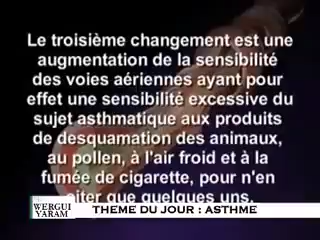 Le troisième changement est une
augmentation de la sensibilité
des voies aériennes ayant pour
effet une sensibilité excessive du
sujet asthmatique aux produits
de desquamation des animaux,
au pollen, à l'air froid et à la
fumée de cigarette, pour n'en
citer que quelques uns.
WERGUI
YARAM
THEME DU JOUR : ASTHME